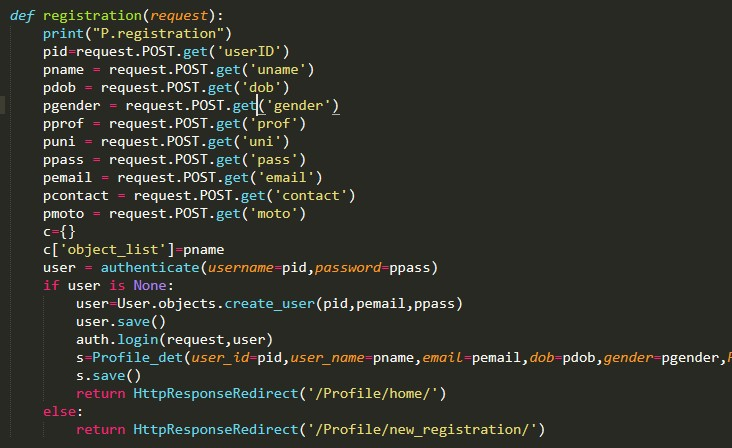 def registration(request):
print("P.registration")
pid=request.POST.get('userID')
pname = request.POST.get('uname')
pdob = request.POST.get('dob')
pgender = request.POST.get('gender')
pprof = request.POST.get('prof')
puni = request.POST.get('uni')
ppass = request.POST.get('pass')
pemail = request.POST.get('email')
pcontact = request.POST.get('contact')
pmoto = request.POST.get('moto')
c={}
c['object_list']=pname
user = authenticate(username=pid,password=ppass)
if user is None:
user=User.objects.create_user(pid,pemail,ppass)
user.save()
auth.login(request,user)
s=Profile_det(user_id=pid,user_name=pname,email=pemail,dob=pdob,gender=pgender,
s.save()
return HttpResponseRedirect('/Profile/home/')
else:
return HttpResponseRedirect('/Profile/new_registration/')